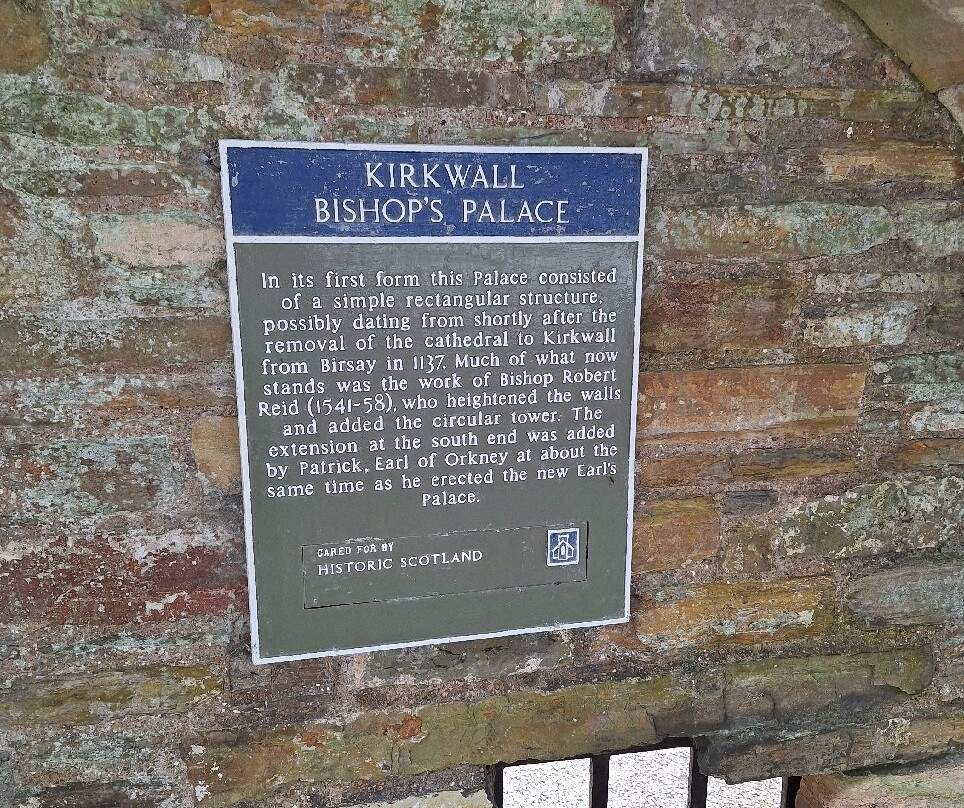 KIRKWALL
BISHOP'S PALACE
In its first form this Palace consisted
of a simple rectangular structure,
possibly dating from shortly after the
removal of the cathedral to Kirkwall
from Birsay in 1137. Much of what now
stands was the work of Bishop Robert
Reid (1541-58), who heightened the walls
and added the circular tower. The
extension at the south end was added
by Patrick, Earl of Orkney at about the
same time as he erected the new Earl's
Palace.
CARED FOR BY
HISTORIC SCOTLAND